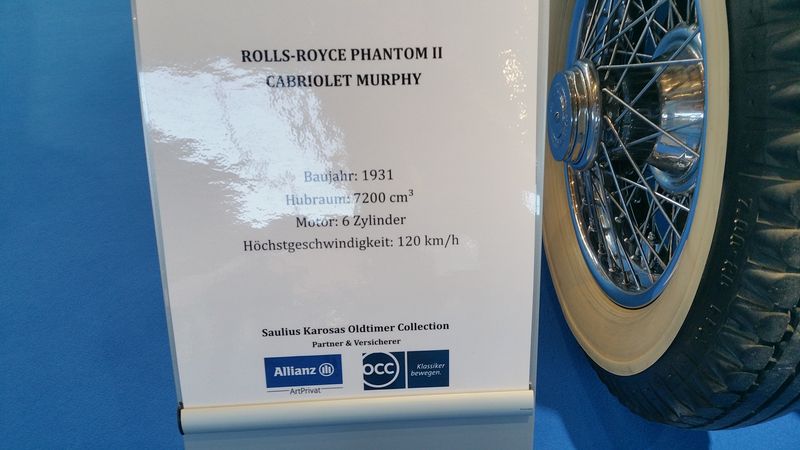 ROLLS-ROYCE PHANTOM II
CABRIOLET MURPHY
Baujahr: 1931
Hubraum: 7200 cm³
Motor: 6 Zylinder
Höchstgeschwindigkeit: 120 km/h
Saulius Karosas Oldtimer Collection
Partner & Versicherer
Allianz
ArtPrivat
OCC
Klassiker
bewegen.